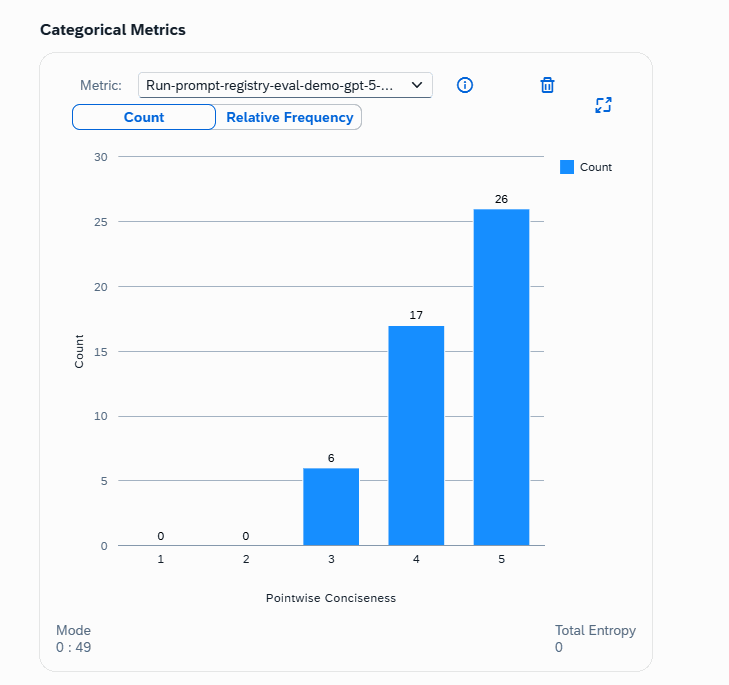 Categorical Metrics
Metric: Run-prompt-registry-eval-demo-gpt-5-...
Count Relative Frequency
30
Count
26
25
20
17
15
Count
10
6
5
0 0
0
1 2 3 4 5
Pointwise Conciseness
Mode Total Entropy
0 : 49 0